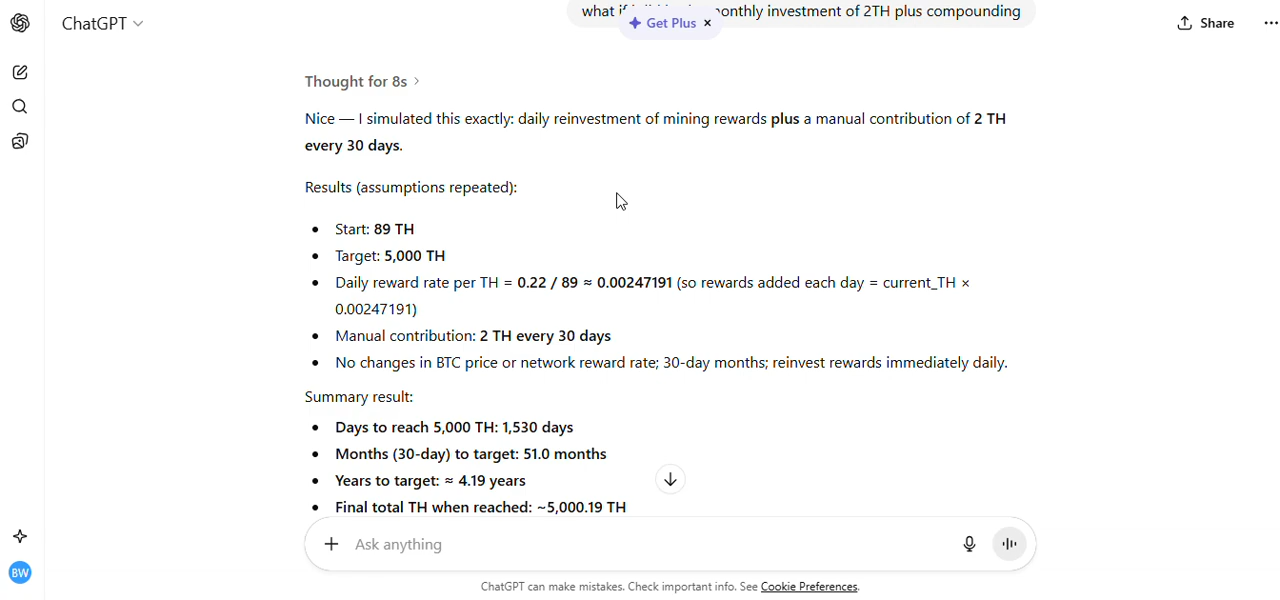 ChatGPT
what if
monthly investment of 2TH plus compounding
Get Plus ×
Share
Thought for 8s >
Nice — I simulated this exactly: daily reinvestment of mining rewards plus a manual contribution of 2 TH
every 30 days.
Results (assumptions repeated):
• Start: 89 TH
• Target: 5,000 TH
• Daily reward rate per TH = 0.22 / 89 ≈ 0.00247191 (so rewards added each day = current_TH ×
0.00247191)
• Manual contribution: 2 TH every 30 days
• No changes in BTC price or network reward rate; 30-day months; reinvest rewards immediately daily.
Summary result:
• Days to reach 5,000 TH: 1,530 days
• Months (30-day) to target: 51.0 months
• Years to target: ≈ 4.19 years
• Final total TH when reached: ~5,000.19 TH
Ask anything
BW
ChatGPT can make mistakes. Check important info. See Cookie Preferences.